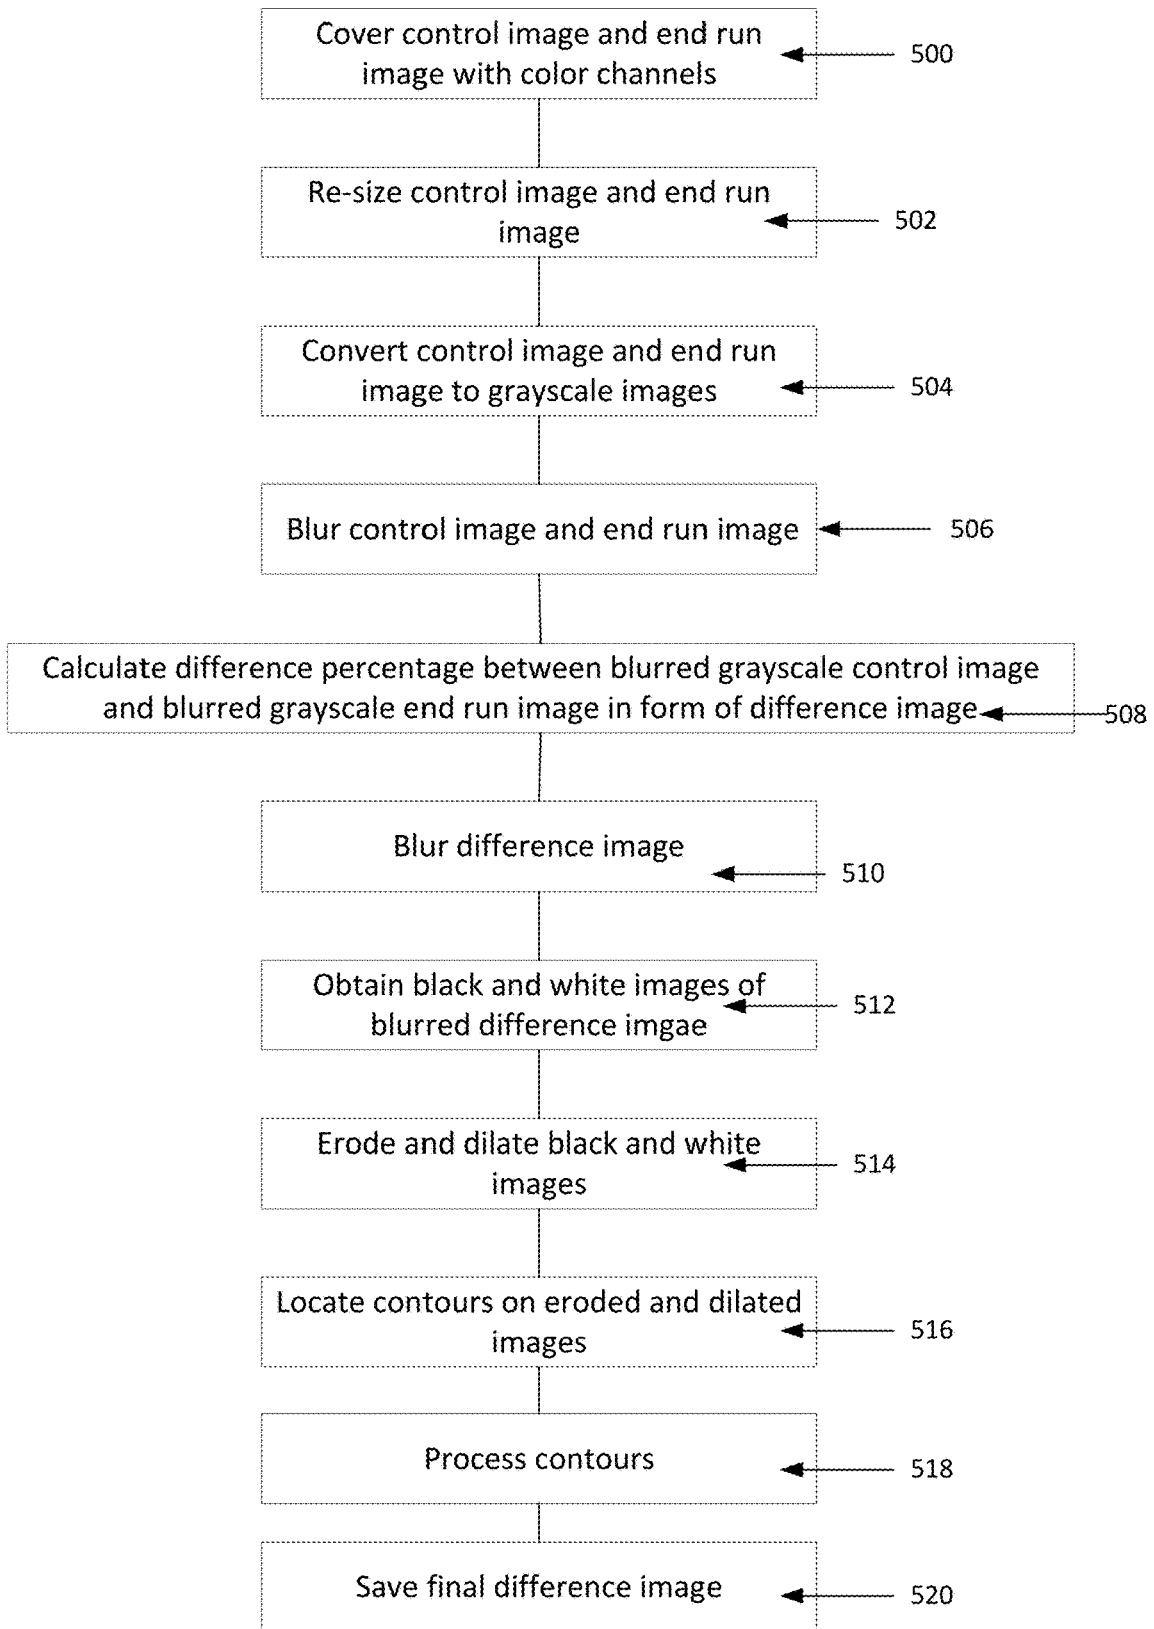 Cover control image and end run
image with color channels
500
Re-size control image and end run
image
502
Convert control image and end run
image to grayscale images
504
Blur control image and end run image
506
Calculate difference percentage between blurred grayscale control image
and blurred grayscale end run image in form of difference image
508
Blur difference image
510
Obtain black and white images of
blurred difference imgae
512
Erode and dilate black and white
images
514
Locate contours on eroded and dilated
images
516
Process contours
518
Save final difference image
520